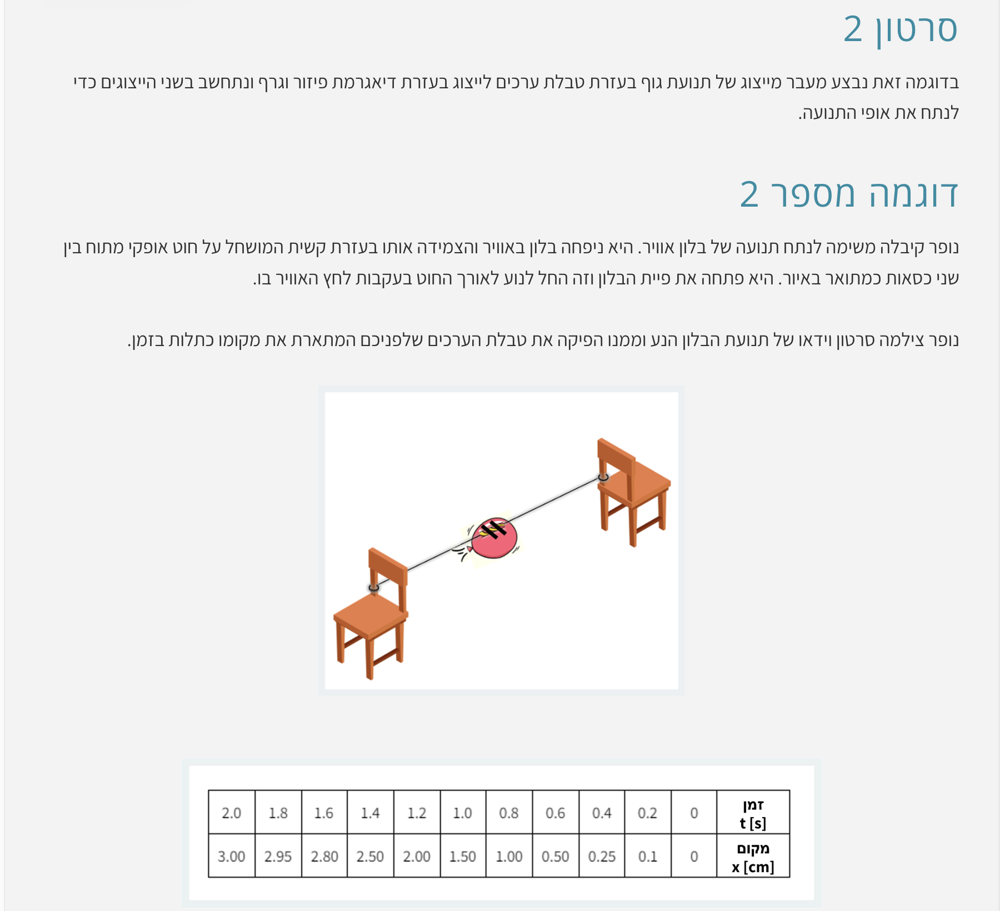 סרטון 2
בדוגמה זאת נבצע מעבר מייצוג של תנועת גוף בעזרת טבלת ערכים לייצוג בעזרת דיאגרמת פיזור וגרף ונתחשב בשני הייצוגים כדי
לנתח את אופי התנועה.
דוגמה מספר 2
נופר קיבלה משימה לנתח תנועה של בלון אוויר. היא ניפחה בלון באוויר והצמידה אותו בעזרת קשית המושחל על חוט אופקי מתוח בין
שני כסאות כמתואר באיור. היא פתחה את פיית הבלון וזה החל לנוע לאורך החוט בעקבות לחץ האוויר בו.
נופר צילמה סרטון וידאו של תנועת הבלון הנע וממנו הפיקה את טבלת הערכים שלפניכם המתארת את מקומו כתלות בזמן.
זמן t [s] 0 0.2 0.4 0.6 0.8 1.0 1.2 1.4 1.6 1.8 2.0
מקום x [cm] 0 0.1 0.25 0.50 1.00 1.50 2.00 2.50 2.80 2.95 3.00